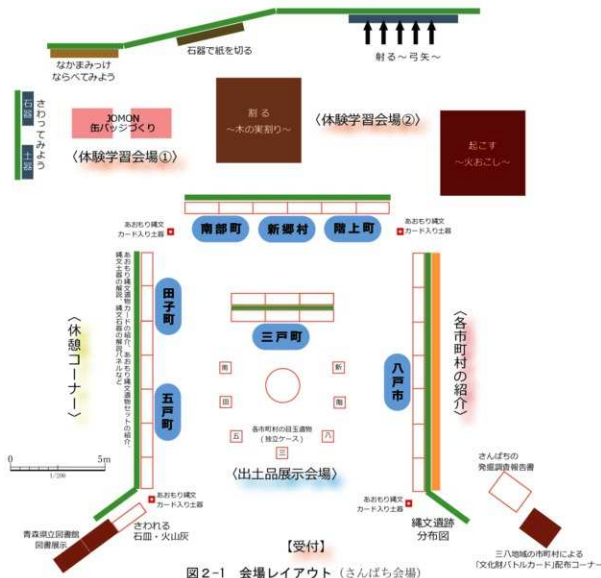 なかまみっけ
ならべてみよう
石器で紙を切る
射る～弓矢～
さわってみよう
石器
土器
JOMON
缶バッジづくり
〈体験学習会場①〉
割る
～木の実割り～
〈体験学習会場②〉
起こす
～火おこし～
あおもり縄文
カード入り土器
南部町
新郷村
階上町
あおもり縄文
カード入り土器
〈休憩コーナー〉
あおもり縄文遺物カードの紹介、あおもり縄文遺物セットの紹介、
縄文土器の解説、縄文石器の解説パネルなど
田子町
五戸町
三戸町
南
新
田
階
五
八
三
各市町村の目玉遺物
(独立ケース)
〈出土品展示会場〉
八戸市
〈各市町村の紹介〉
0
5m
1/200
あおもり縄文
カード入り土器
あおもり縄文
カード入り土器
さわれる
石皿・火山灰
青森県立図書館
図書展示
縄文遺跡
分布図
さんぱちの
発掘調査報告書
三八地域の市町村による
「文化財バトルカード」配布コーナー
【受付】
図2-1 会場レイアウト（さんぱち会場）